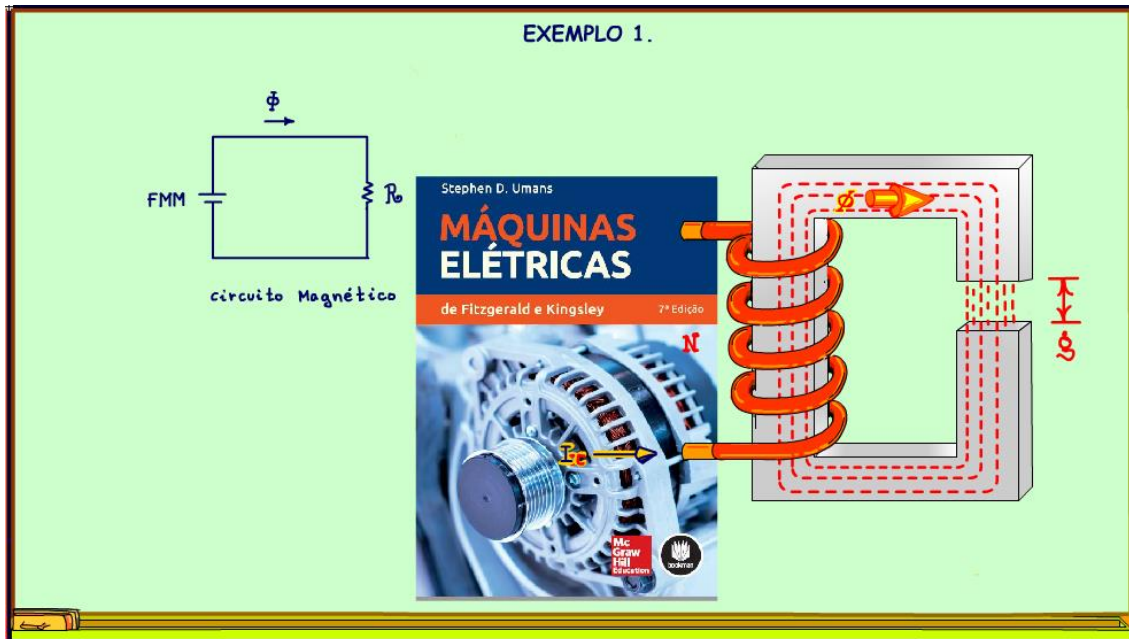 EXEMPLO 1.
Φ
FMM
R
circuito Magnético
Stephen D. Umans
MÁQUINAS
ELÉTRICAS
de Fitzgerald e Kingsley
7ª Edição
N
Ic
Mc
Graw
Hill
Education
bookman
ϕ
g